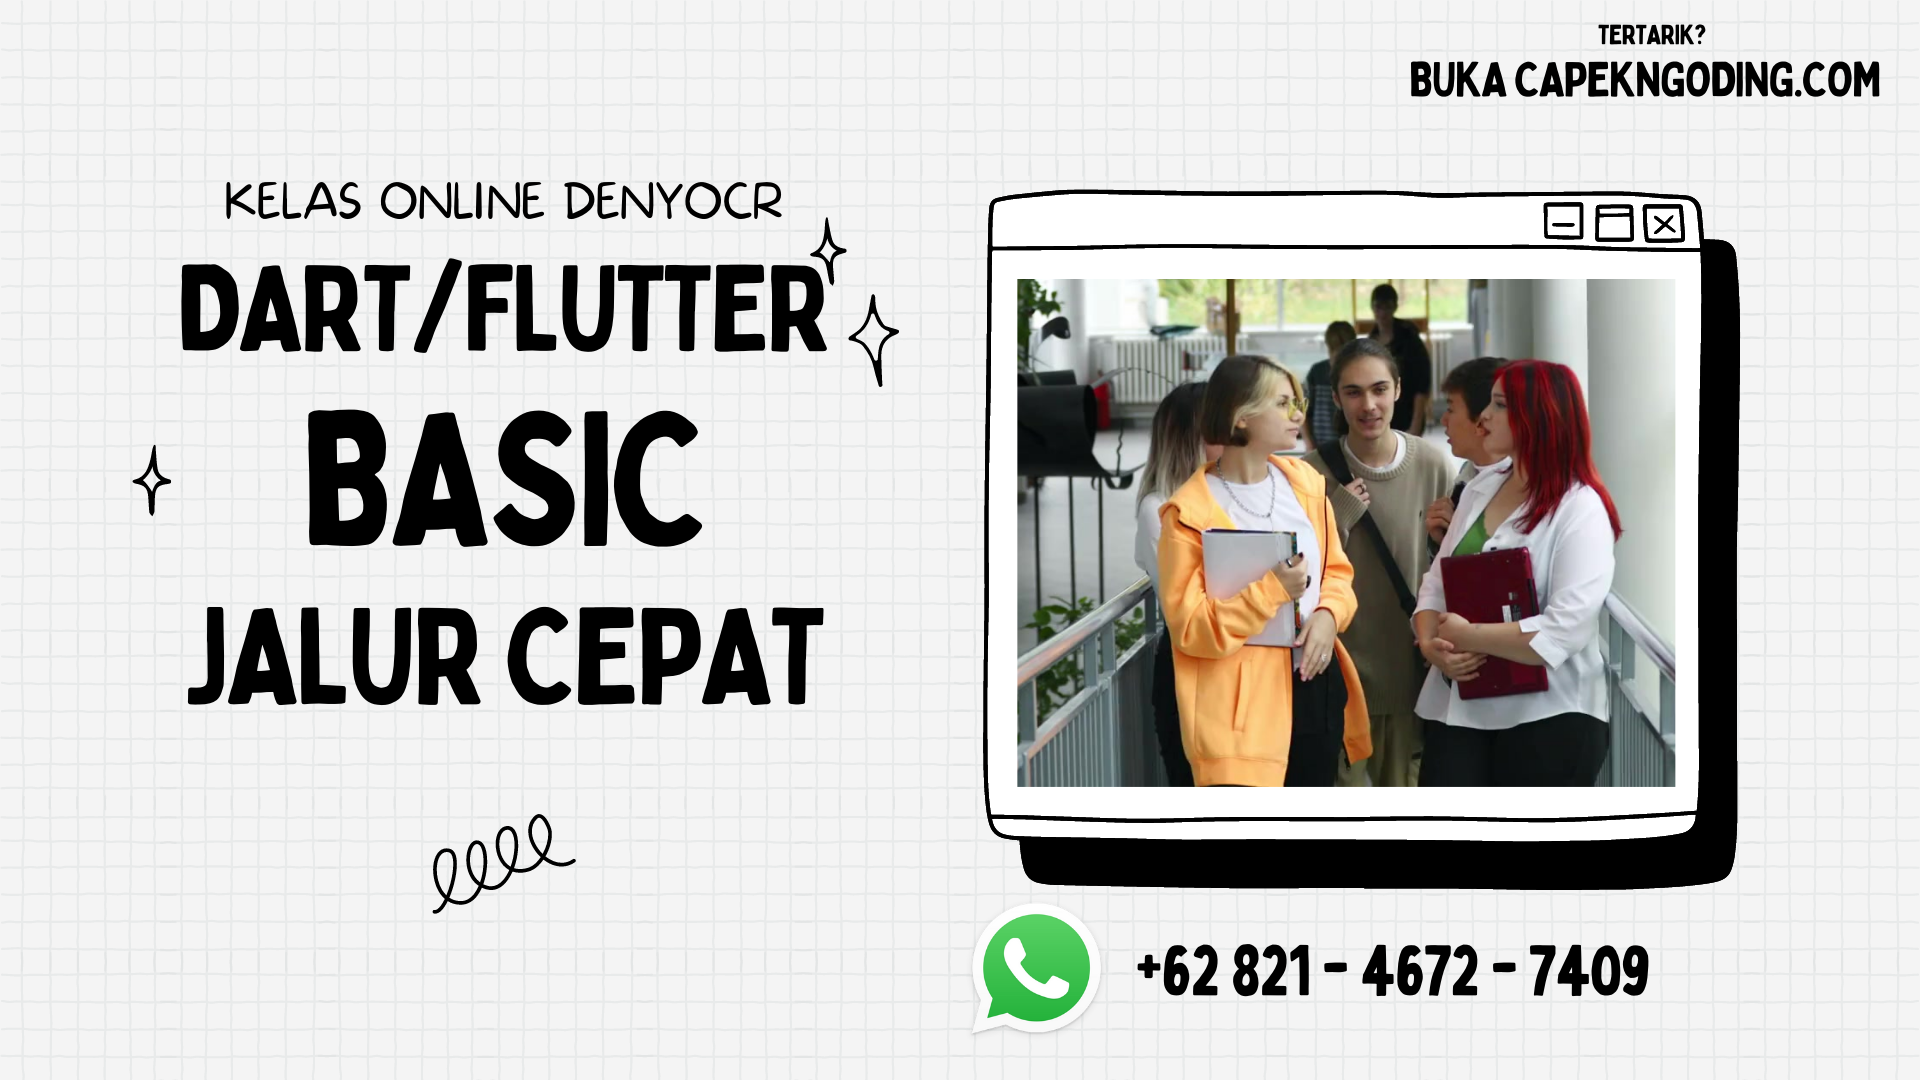 TERTARIK?
BUKA CAPEKNGODING.COM
KELAS ONLINE DENYOCR
DART/FLUTTER
BASIC
JALUR CEPAT
+62 821 - 4672 - 7409